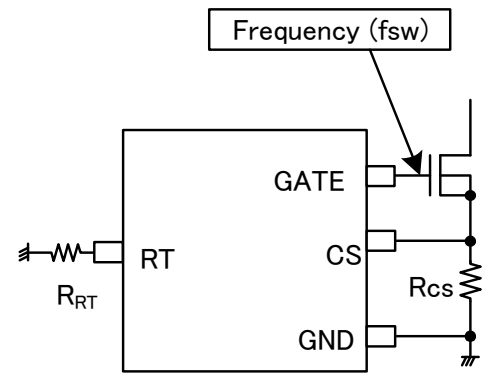 Frequency (fsw)
GATE
RT
CS
RRT
Rcs
GND